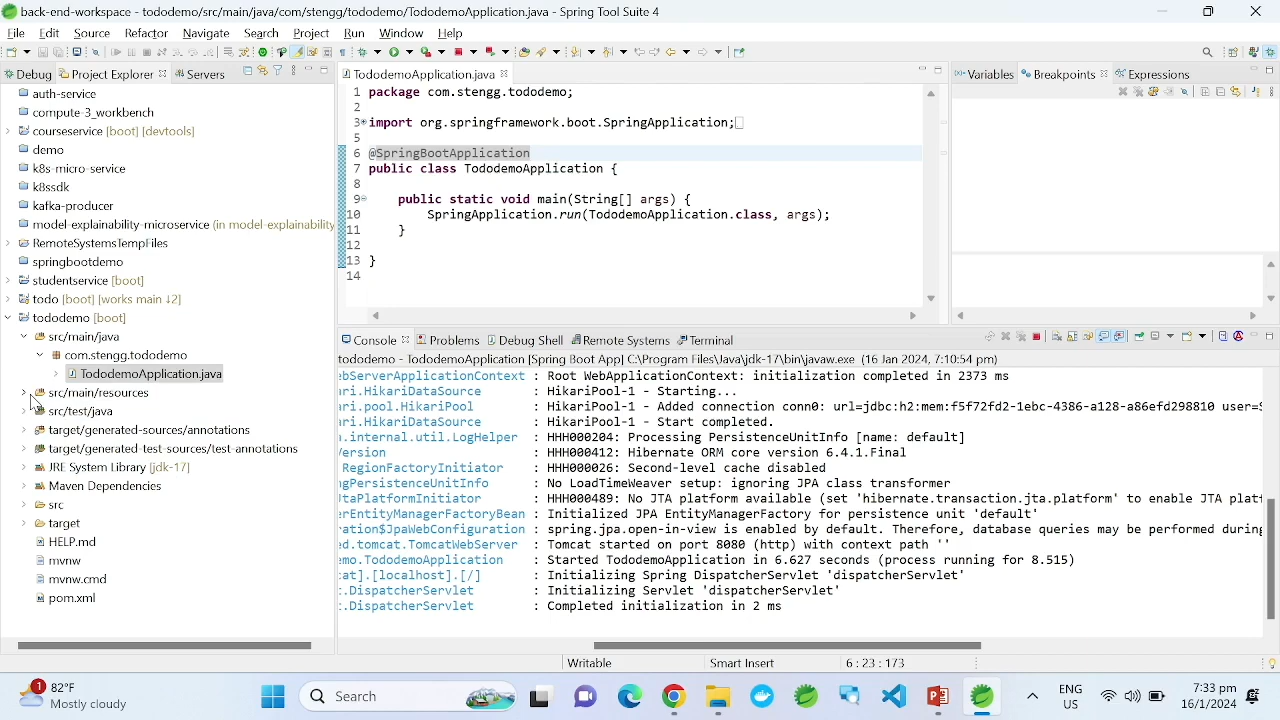 back-end-workspace - tododemo/src/main/java/com/stengg/tododemo/TododemoApplication.java - Spring Tool Suite 4
File Edit Source Refactor Navigate Search Project Run Window Help
Debug Project Explorer Servers
auth-service
compute-3_workbench
courseservice [boot] [devtools]
demo
k8s-micro-service
k8ssdk
kafka-producer
model-explainability-microservice (in model-explainability
RemoteSystemsTempFiles
springbootdemo
studentservice [boot]
todo [boot] [works main ↓2]
tododemo [boot]
src/main/java
com.stengg.tododemo
TododemoApplication.java
src/main/resources
src/test/java
target/generated-sources/annotations
target/generated-test-sources/test-annotations
JRE System Library [jdk-17]
Maven Dependencies
src
target
HELP.md
mvnw
mvnw.cmd
pom.xml
TododemoApplication.java
1 package com.stengg.tododemo;
2
3 import org.springframework.boot.SpringApplication;
5
6 @SpringBootApplication
7 public class TododemoApplication {
8
9 public static void main(String[] args) {
10 SpringApplication.run(TododemoApplication.class, args);
11 }
12
13 }
14
Variables Breakpoints Expressions
Console Problems Debug Shell Remote Systems Terminal
tododemo - TododemoApplication [Spring Boot App] C:\Program Files\Java\jdk-17\bin\javaw.exe (16 Jan 2024, 7:10:54 pm)
ebServerApplicationContext : Root WebApplicationContext: initialization completed in 2373 ms
ari.HikariDataSource : HikariPool-1 - Starting...
ari.pool.HikariPool : HikariPool-1 - Added connection conn0: url=jdbc:h2:mem:f5f72fd2-1ebc-4386-a128-a86efd298810 user=S
ari.HikariDataSource : HikariPool-1 - Start completed.
.internal.util.LogHelper : HHH000204: Processing PersistenceUnitInfo [name: default]
Version : HHH000412: Hibernate ORM core version 6.4.1.Final
.RegionFactoryInitiator : HHH000026: Second-level cache disabled
ngPersistenceUnitInfo : No LoadTimeWeaver setup: ignoring JPA class transformer
JtaPlatformInitiator : HHH000489: No JTA platform available (set 'hibernate.transaction.jta.platform' to enable JTA plat
erEntityManagerFactoryBean : Initialized JPA EntityManagerFactory for persistence unit 'default'
ration$JpaWebConfiguration : spring.jpa.open-in-view is enabled by default. Therefore, database queries may be performed during
ed.tomcat.TomcatWebServer : Tomcat started on port 8080 (http) with context path ''
emo.TododemoApplication : Started TododemoApplication in 6.627 seconds (process running for 8.515)
cat].[localhost].[/] : Initializing Spring DispatcherServlet 'dispatcherServlet'
t.DispatcherServlet : Initializing Servlet 'dispatcherServlet'
t.DispatcherServlet : Completed initialization in 2 ms
Writable Smart Insert 6 : 23 : 173
1 82°F
Mostly cloudy
Search
ENG
US
7:33 pm
16/1/2024